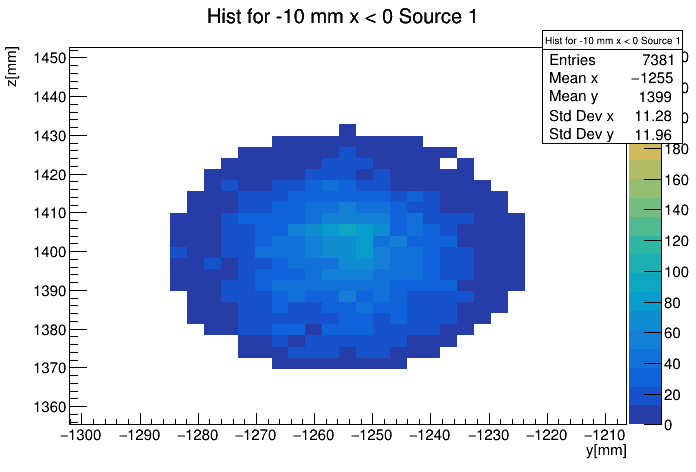 Hist for -10 mm x < 0 Source 1
z[mm]
1450
1440
1430
1420
1410
1400
1390
1380
1370
1360
−1300 −1290 −1280 −1270 −1260 −1250 −1240 −1230 −1220 −1210
y[mm]
Hist for -10 mm x < 0 Source 1
Entries 7381
Mean x −1255
Mean y 1399
Std Dev x 11.28
Std Dev y 11.96
180
160
140
120
100
80
60
40
20
0